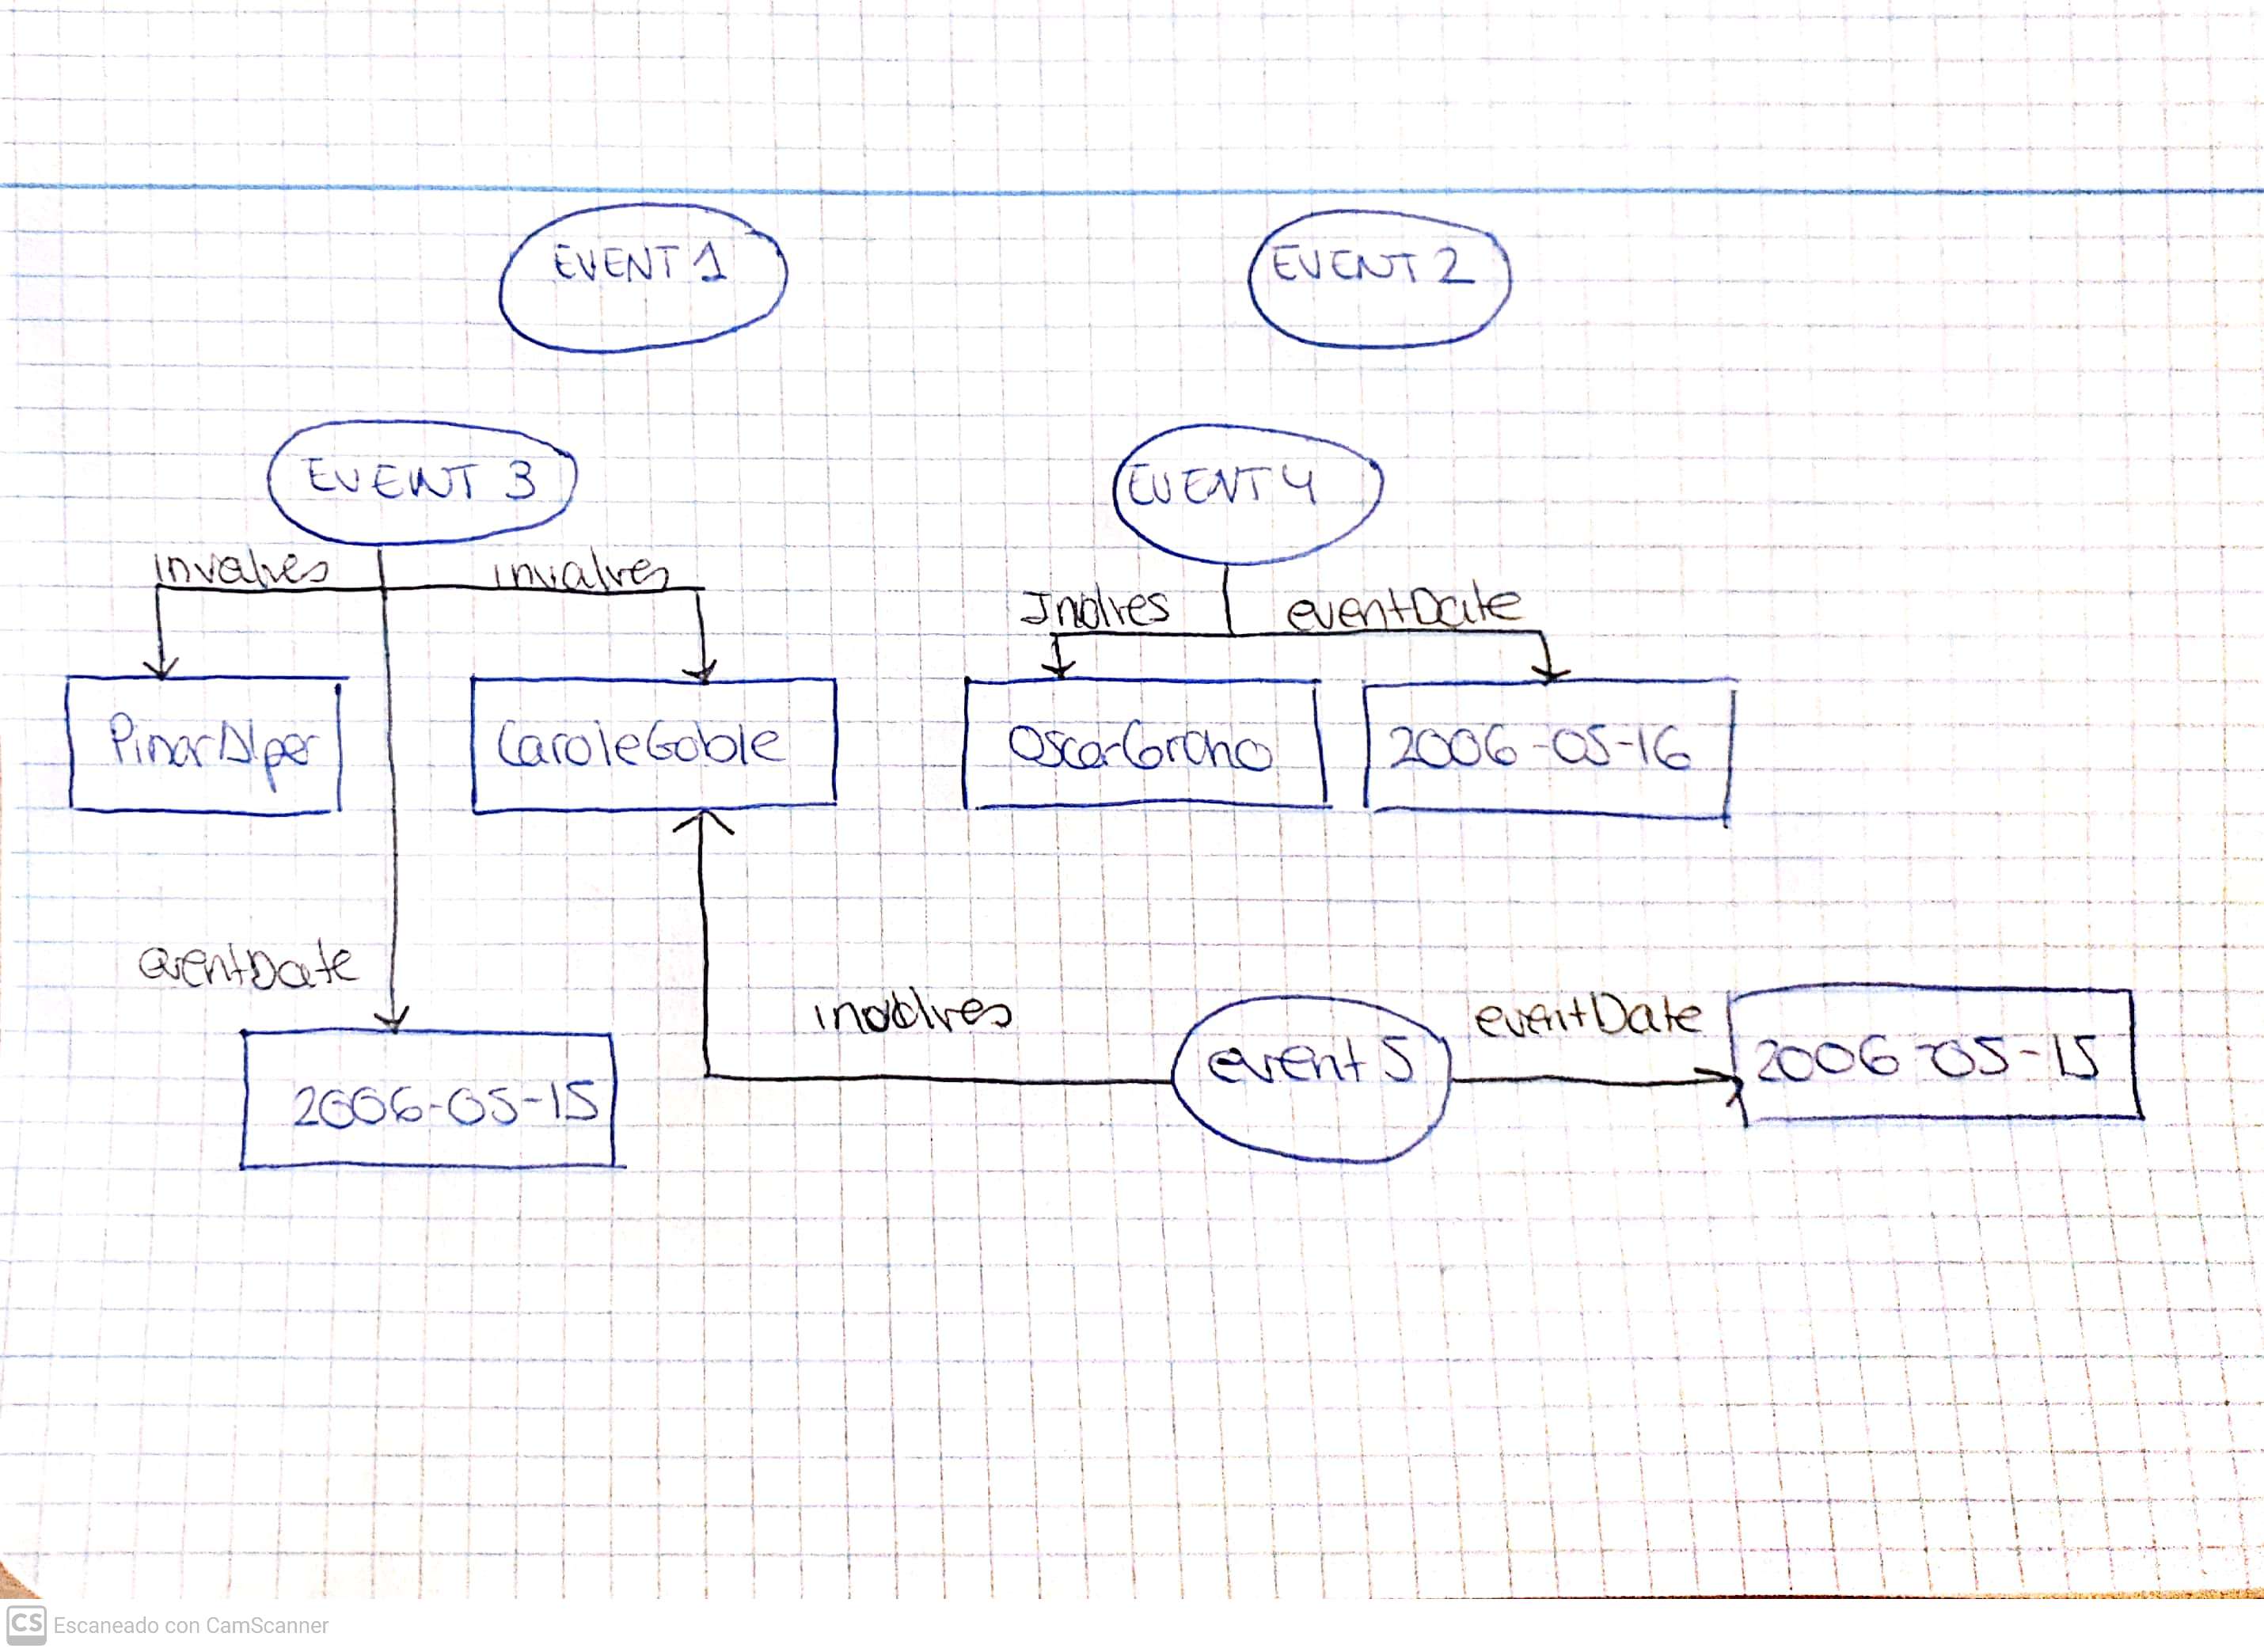 EVENT 1
EVENT 2
EVENT 3
EVENT 4
involves
involves
Inolres
eventDate
PinarAlper
CaroleGoble
OscarCorcho
2006-05-16
eventDate
involves
event 5
eventDate
2006-05-15
2006-05-15
CS Escaneado con CamScanner